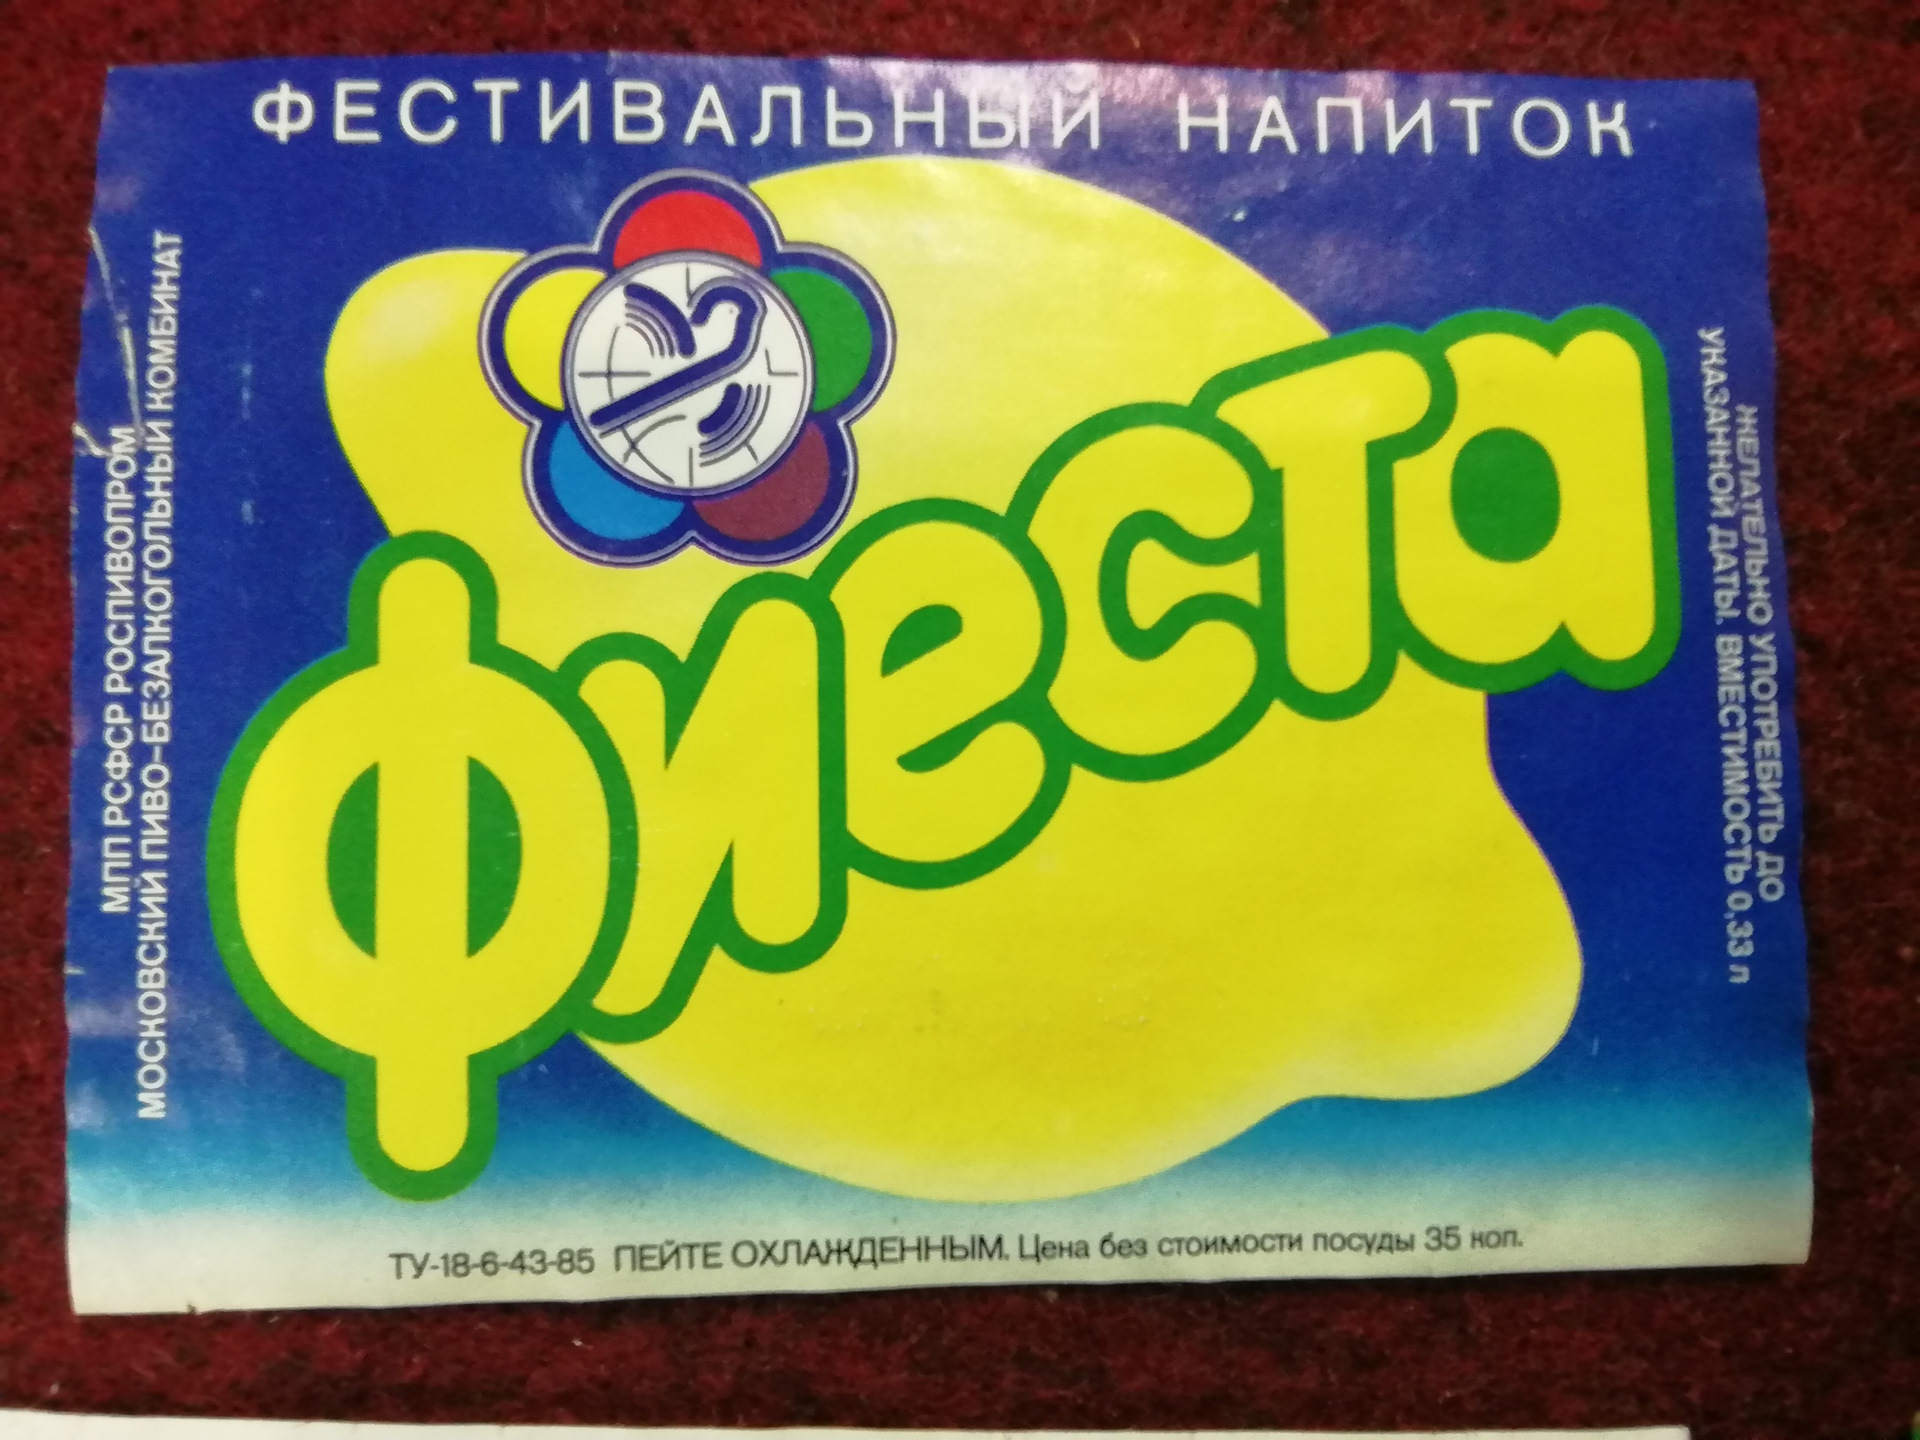 ФЕСТИВАЛЬНЫЙ НАПИТОК
МПП РСФСР РОСПИВОПРОМ
МОСКОВСКИЙ ПИВО-БЕЗАЛКОГОЛЬНЫЙ КОМБИНАТ
Фиеста
ЖЕЛАТЕЛЬНО УПОТРЕБИТЬ ДО
УКАЗАННОЙ ДАТЫ. ВМЕСТИМОСТЬ 0,33 л
ТУ-18-6-43-85 ПЕЙТЕ ОХЛАЖДЕННЫМ. Цена без стоимости посуды 35 коп.